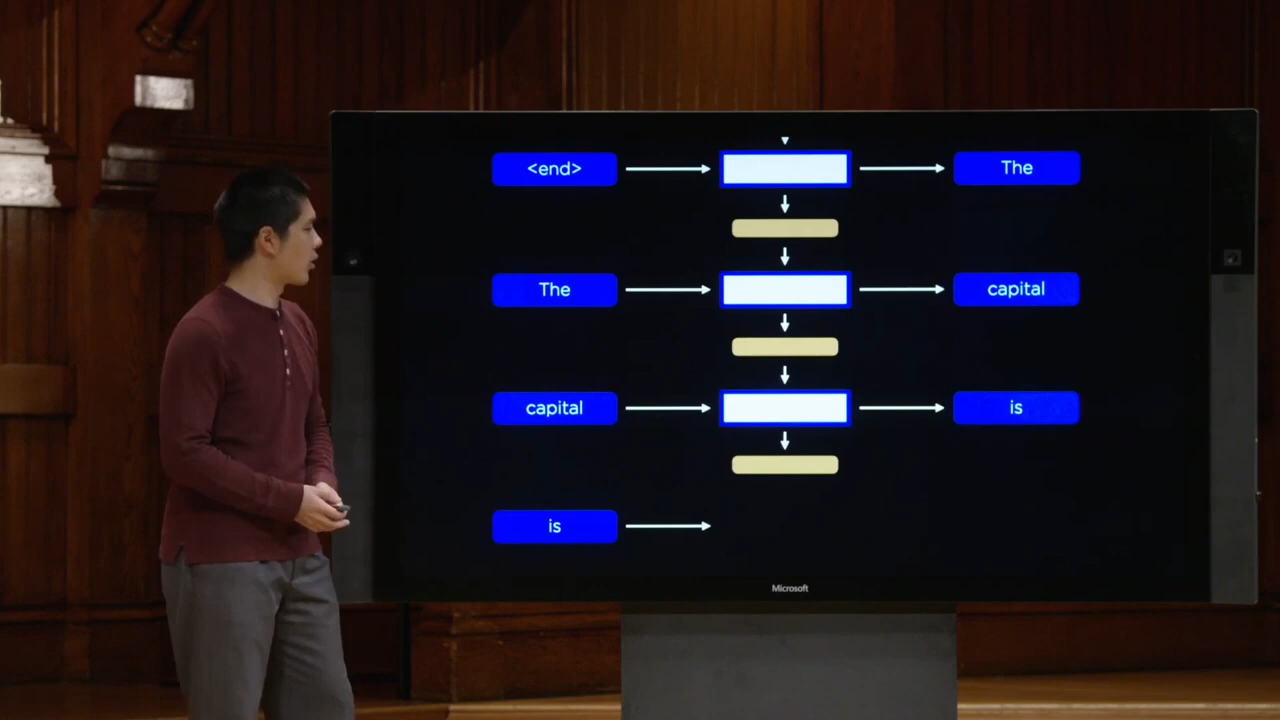 <end> The
The capital
capital is
is
Microsoft